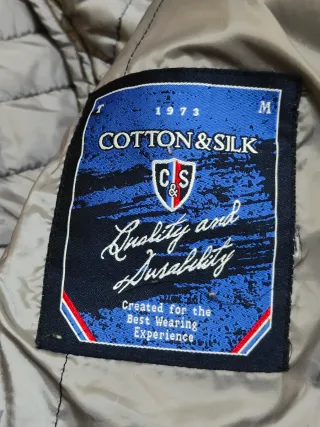 T 1973 M
COTTON&SILK
C&S
Quality and
Durability
Created for the
Best Wearing
Experience